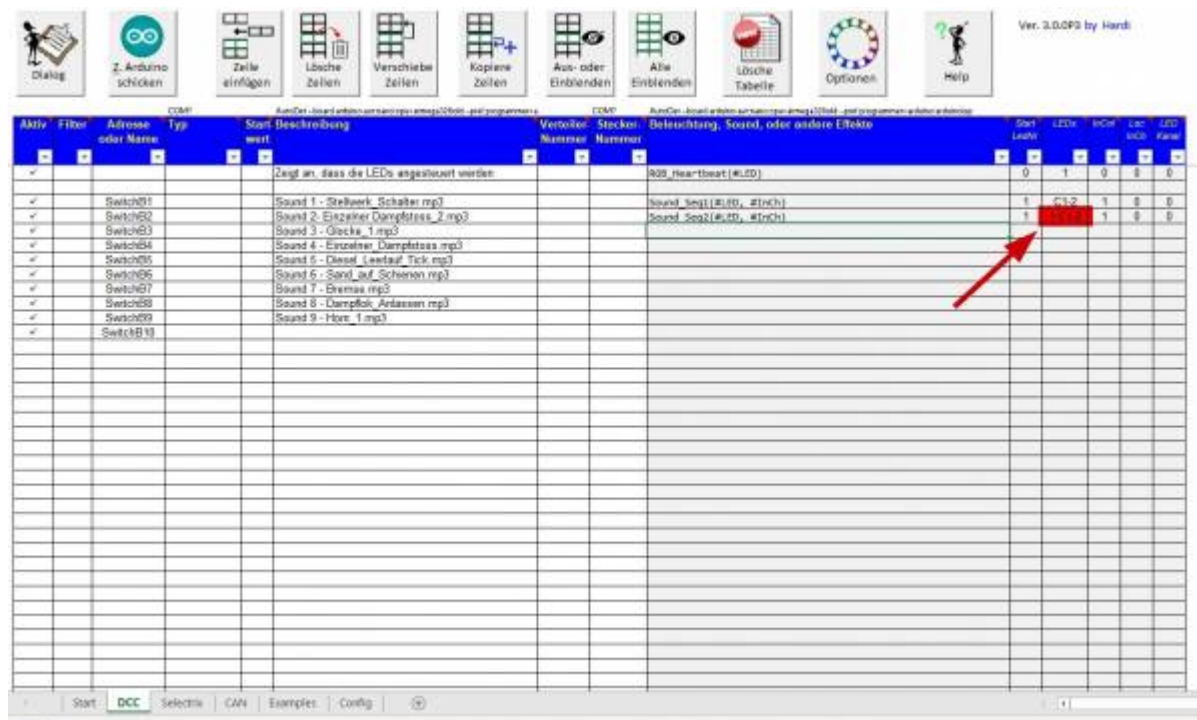 Dialog
Z. Arduino schicken
Zeile einfügen
Lösche Zeilen
Verschiebe Zeilen
Kopiere Zeilen
Aus- oder Einblenden
Alle Einblenden
Lösche Tabelle
Optionen
Help
Ver. 3.0.0P3 by Hardi
COM?
COM?
Aktiv Filter Adresse oder Name Typ Start wert Beschreibung Verteiler Nummer Stecker Nummer Beleuchtung, Sound, oder andere Effekte Start LedNr LEDs InCnt Loc InCh LED Kanal
✓ Zeigt an, dass die LEDs angesteuert werden RGB_Heartbeat(#LED) 0 1 0 0 0
✓ SwitchB1 Sound 1 - Stellwerk_Schalter.mp3 Sound_Seq1(#LED, #InCh) 1 C1-2 1 0 0
✓ SwitchB2 Sound 2- Einzelner Dampfstoss_2.mp3 Sound_Seq2(#LED, #InCh) 1 1 0 0
✓ SwitchB3 Sound 3 - Glocke_1.mp3
✓ SwitchB4 Sound 4 - Einzelner_Dampfstoss.mp3
✓ SwitchB5 Sound 5 - Diesel_Leerlauf_Tick.mp3
✓ SwitchB6 Sound 6 - Sand_auf_Schienen.mp3
✓ SwitchB7 Sound 7 - Bremse.mp3
✓ SwitchB8 Sound 8 - Dampflok_Anlassen.mp3
✓ SwitchB9 Sound 9 - Horn_1.mp3
✓ SwitchB10
Start DCC Selectrix CAN Examples Config